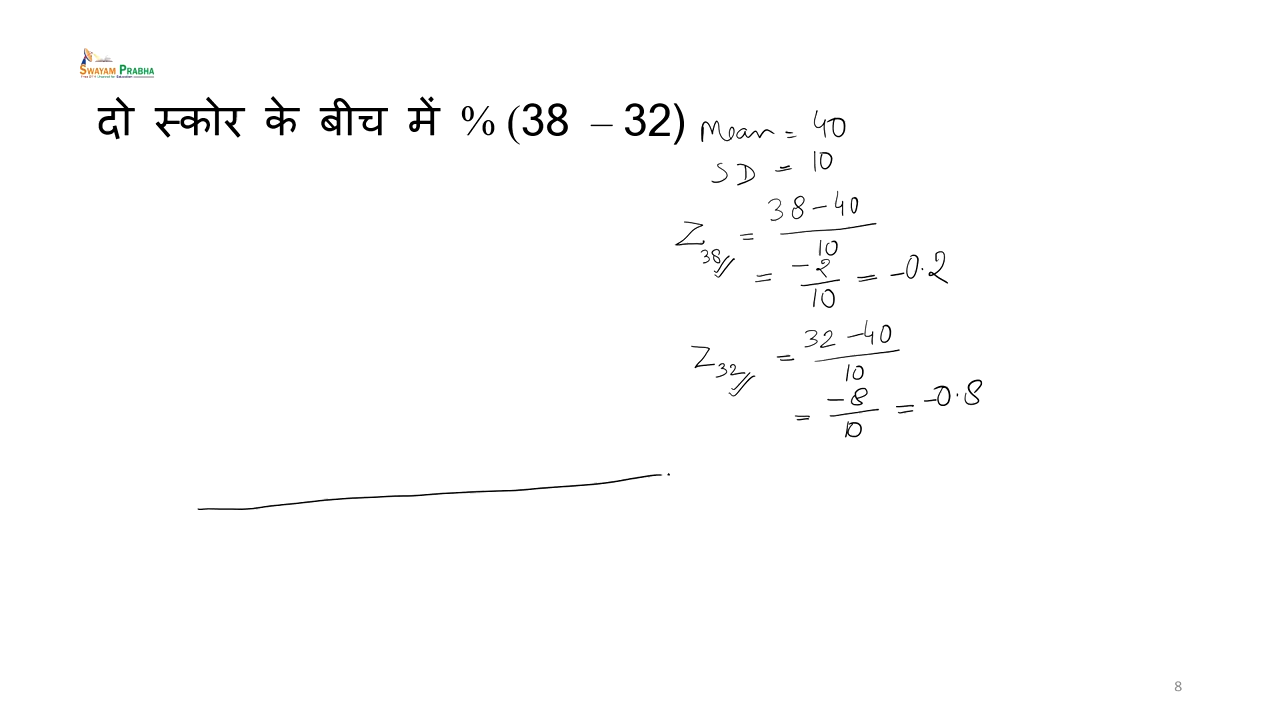 SWAYAM PRABHA
दो स्कोर के बीच में % (38 – 32)
Mean = 40
SD = 10
Z38 = 38-40 / 10
= -2/10 = -0.2
Z32 = 32-40 / 10
= -8/10 = -0.8
8